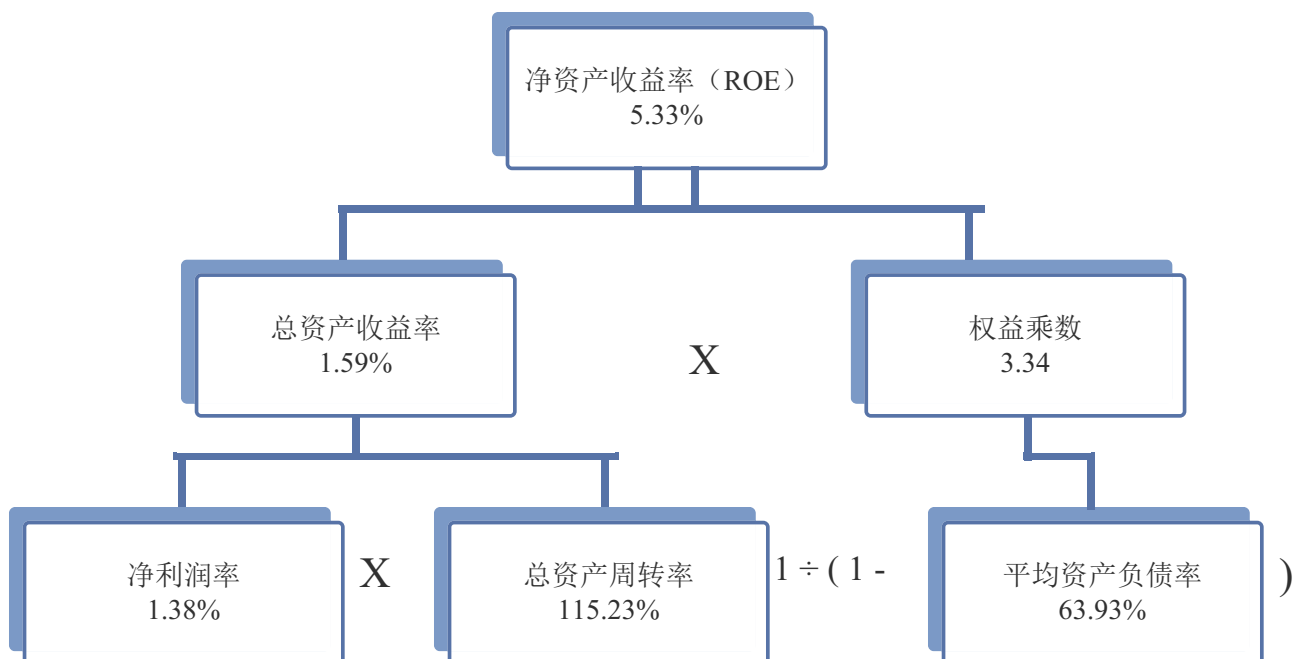 净资产收益率（ROE）
5.33%
总资产收益率
1.59%
X
权益乘数
3.34
净利润率
1.38%
X
总资产周转率
115.23%
1 ÷ ( 1 -
平均资产负债率
63.93%
)